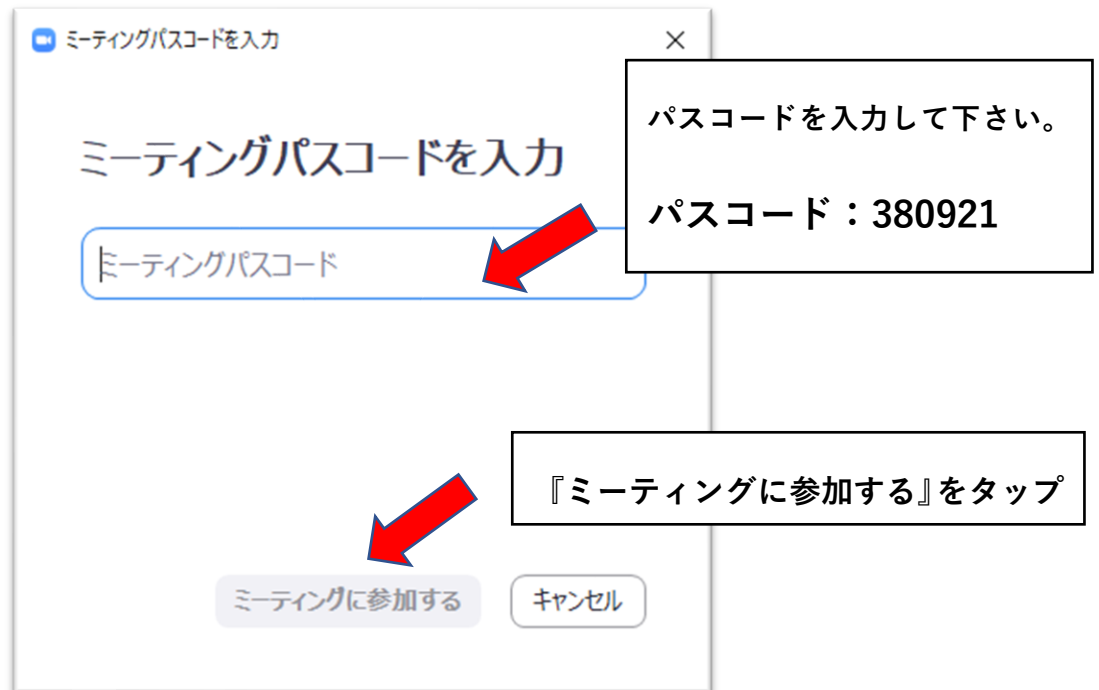 ミーティングパスコードを入力
ミーティングパスコードを入力
パスコードを入力して下さい。
パスコード：380921
ミーティングパスコード
『ミーティングに参加する』をタップ
ミーティングに参加する
キャンセル